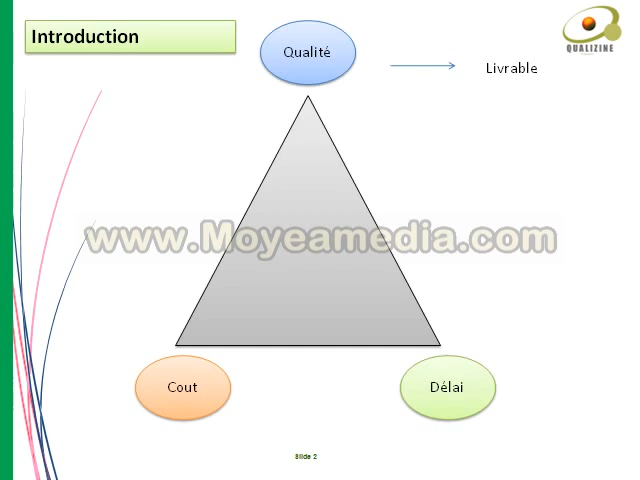 Introduction
Qualité
Livrable
QUALIZINE
www.Moyeamedia.com
Cout
Délai
Slide 2